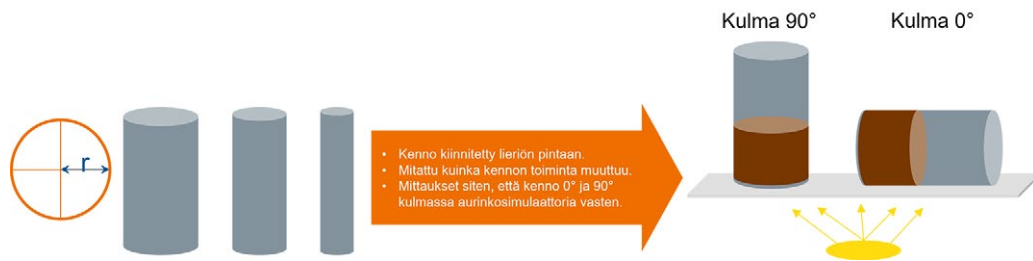 Kulma 90°
Kulma 0°
r
• Kenno kiinnitetty lieriön pintaan.
• Mitattu kuinka kennon toiminta muuttuu.
• Mittaukset siten, että kenno 0° ja 90°
kulmassa aurinkosimulaattoria vasten.